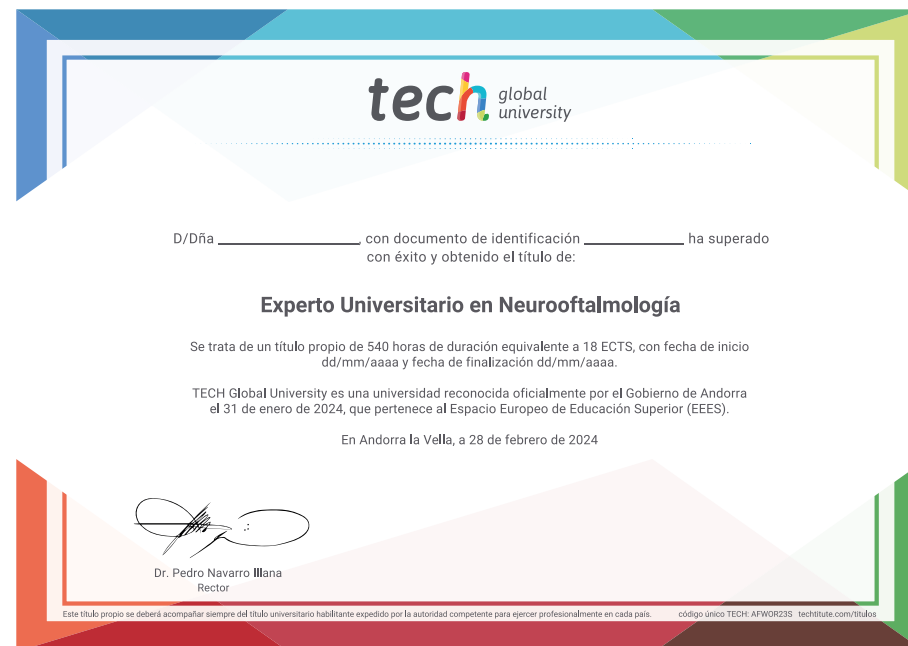 tech global university
D/Dña ____________________, con documento de identificación ______________ ha superado
con éxito y obtenido el título de:
Experto Universitario en Neurooftalmología
Se trata de un título propio de 540 horas de duración equivalente a 18 ECTS, con fecha de inicio
dd/mm/aaaa y fecha de finalización dd/mm/aaaa.
TECH Global University es una universidad reconocida oficialmente por el Gobierno de Andorra
el 31 de enero de 2024, que pertenece al Espacio Europeo de Educación Superior (EEES).
En Andorra la Vella, a 28 de febrero de 2024
Dr. Pedro Navarro Illana
Rector
Este título propio se deberá acompañar siempre del título universitario habilitante expedido por la autoridad competente para ejercer profesionalmente en cada país. código único TECH: AFWOR23S techtitute.com/titulos